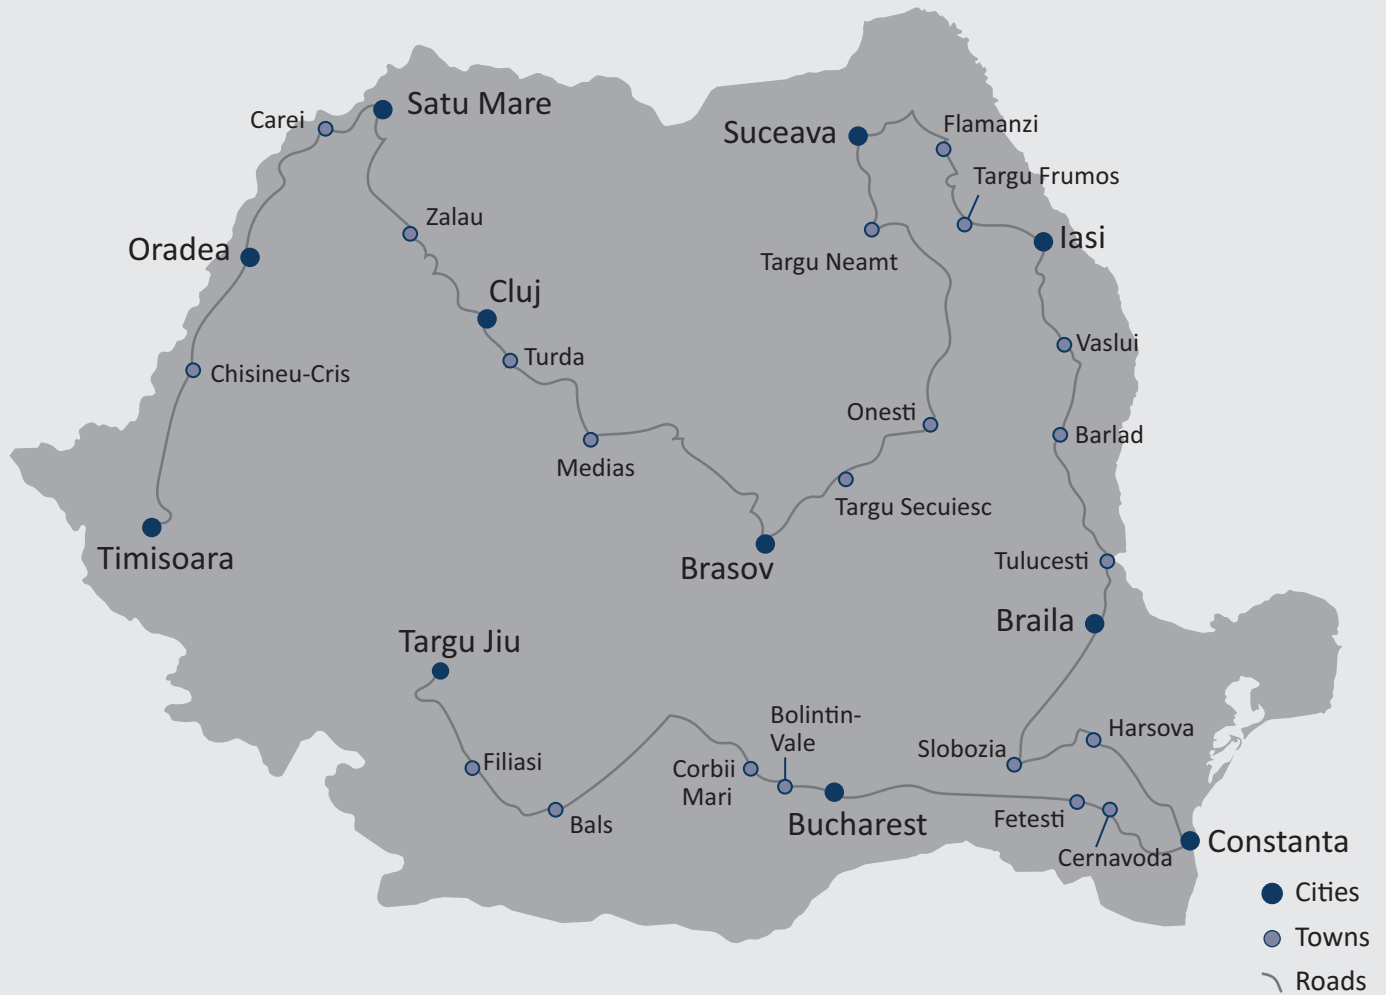 Satu Mare
Carei
Suceava
Flamanzi
Targu Frumos
Zalau
Oradea
Iasi
Targu Neamt
Cluj
Turda
Vaslui
Chisineu-Cris
Onesti
Barlad
Medias
Targu Secuiesc
Timisoara
Brasov
Tulucesti
Braila
Targu Jiu
Bolintin-
Vale
Harsova
Slobozia
Filiasi
Corbii
Mari
Bals
Bucharest
Fetesti
Cernavoda
Constanta
Cities
Towns
Roads